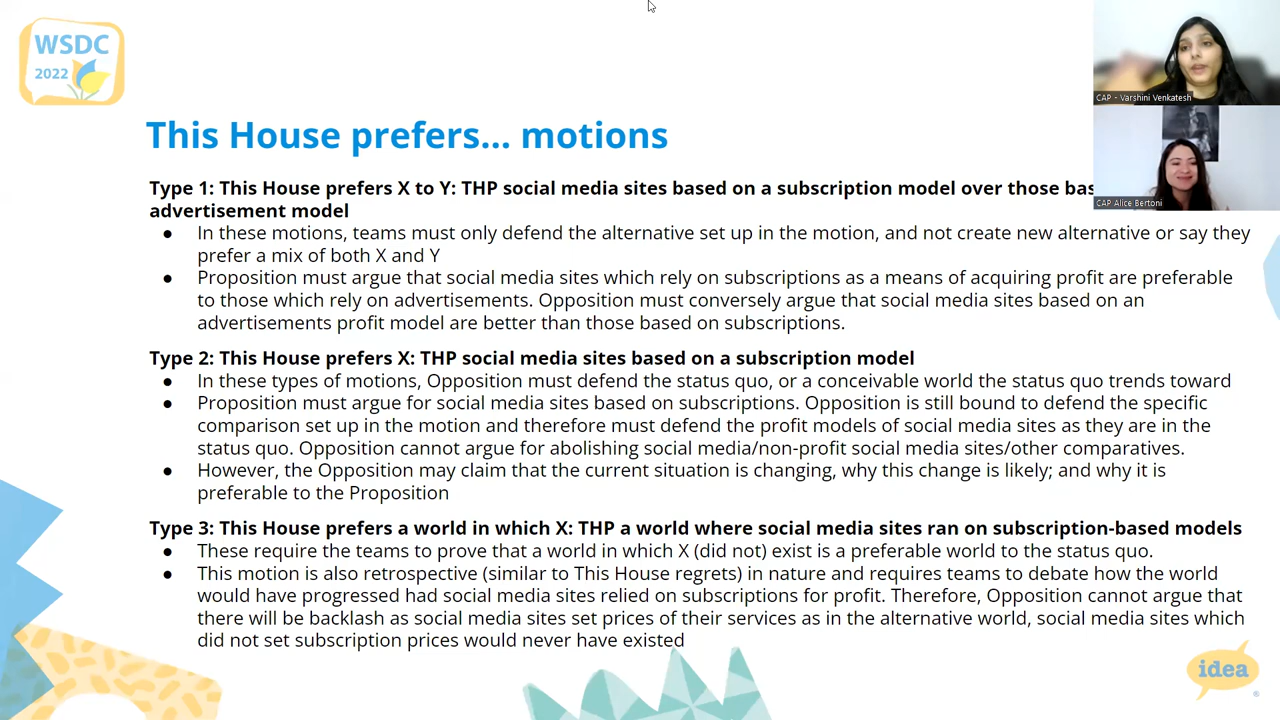 WSDC
2022
CAP - Varshini Venkatesh
CAP Alice Bertoni
This House prefers... motions
Type 1: This House prefers X to Y: THP social media sites based on a subscription model over those bas
advertisement model
● In these motions, teams must only defend the alternative set up in the motion, and not create new alternative or say they
prefer a mix of both X and Y
● Proposition must argue that social media sites which rely on subscriptions as a means of acquiring profit are preferable
to those which rely on advertisements. Opposition must conversely argue that social media sites based on an
advertisements profit model are better than those based on subscriptions.
Type 2: This House prefers X: THP social media sites based on a subscription model
● In these types of motions, Opposition must defend the status quo, or a conceivable world the status quo trends toward
● Proposition must argue for social media sites based on subscriptions. Opposition is still bound to defend the specific
comparison set up in the motion and therefore must defend the profit models of social media sites as they are in the
status quo. Opposition cannot argue for abolishing social media/non-profit social media sites/other comparatives.
● However, the Opposition may claim that the current situation is changing, why this change is likely; and why it is
preferable to the Proposition
Type 3: This House prefers a world in which X: THP a world where social media sites ran on subscription-based models
● These require the teams to prove that a world in which X (did not) exist is a preferable world to the status quo.
● This motion is also retrospective (similar to This House regrets) in nature and requires teams to debate how the world
would have progressed had social media sites relied on subscriptions for profit. Therefore, Opposition cannot argue that
there will be backlash as social media sites set prices of their services as in the alternative world, social media sites which
did not set subscription prices would never have existed
idea